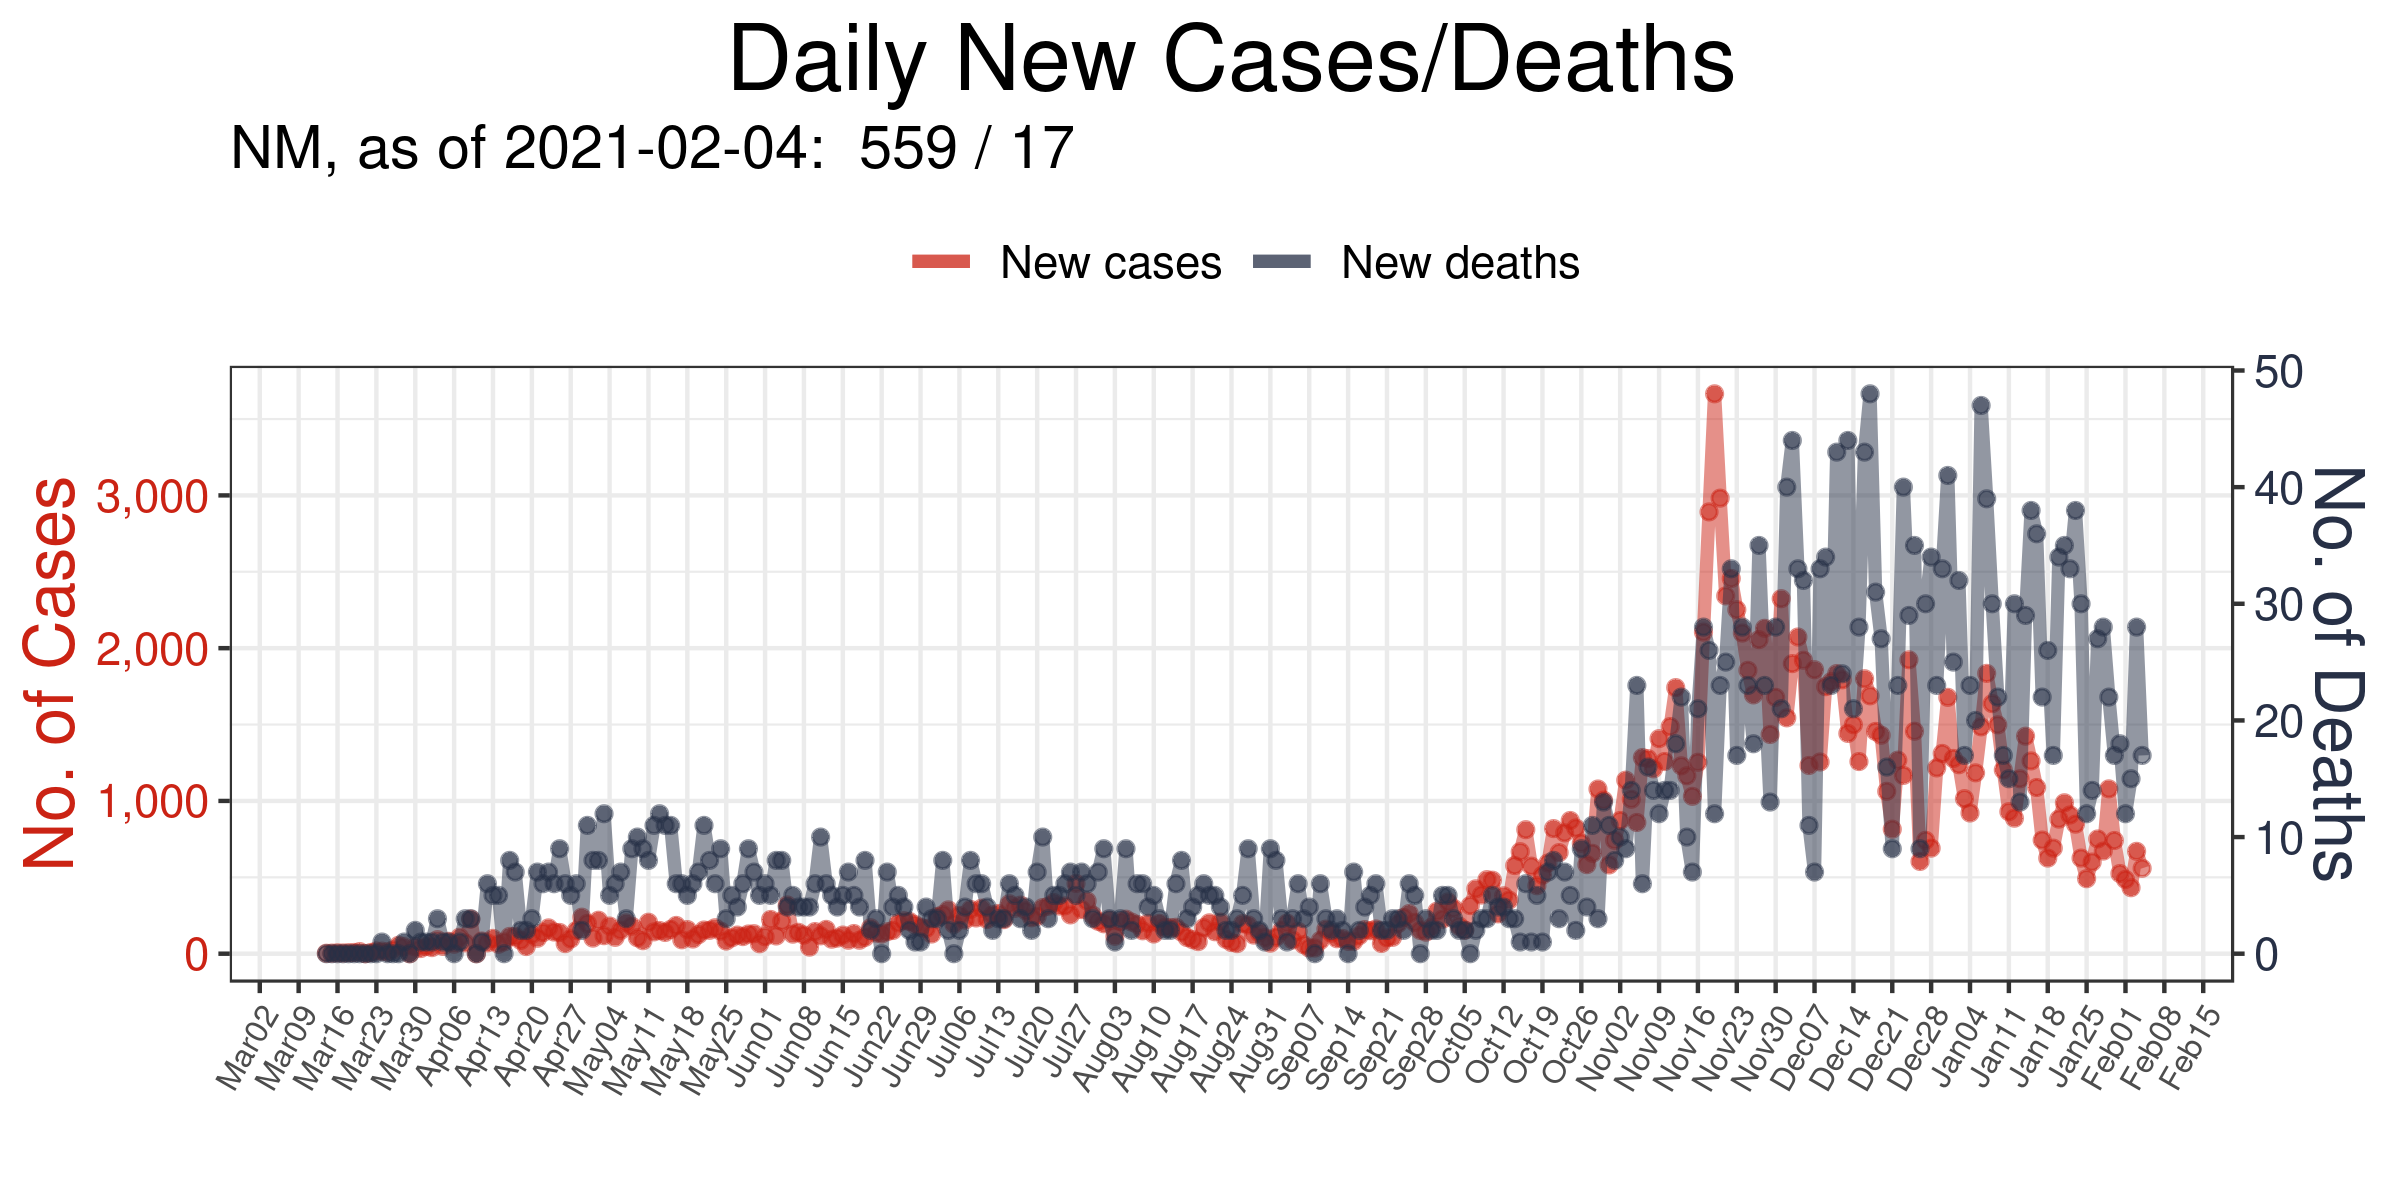 Daily New Cases/Deaths
NM, as of 2021-02-04: 559 / 17
New cases
New deaths
No. of Cases
3,000
2,000
1,000
0
50
40
30
20
10
0
No. of Deaths
Mar02
Mar09
Mar16
Mar23
Mar30
Apr06
Apr13
Apr20
Apr27
May04
May11
May18
May25
Jun01
Jun08
Jun15
Jun22
Jun29
Jul06
Jul13
Jul20
Jul27
Aug03
Aug10
Aug17
Aug24
Aug31
Sep07
Sep14
Sep21
Sep28
Oct05
Oct12
Oct19
Oct26
Nov02
Nov09
Nov16
Nov23
Nov30
Dec07
Dec14
Dec21
Dec28
Jan04
Jan11
Jan18
Jan25
Feb01
Feb08
Feb15